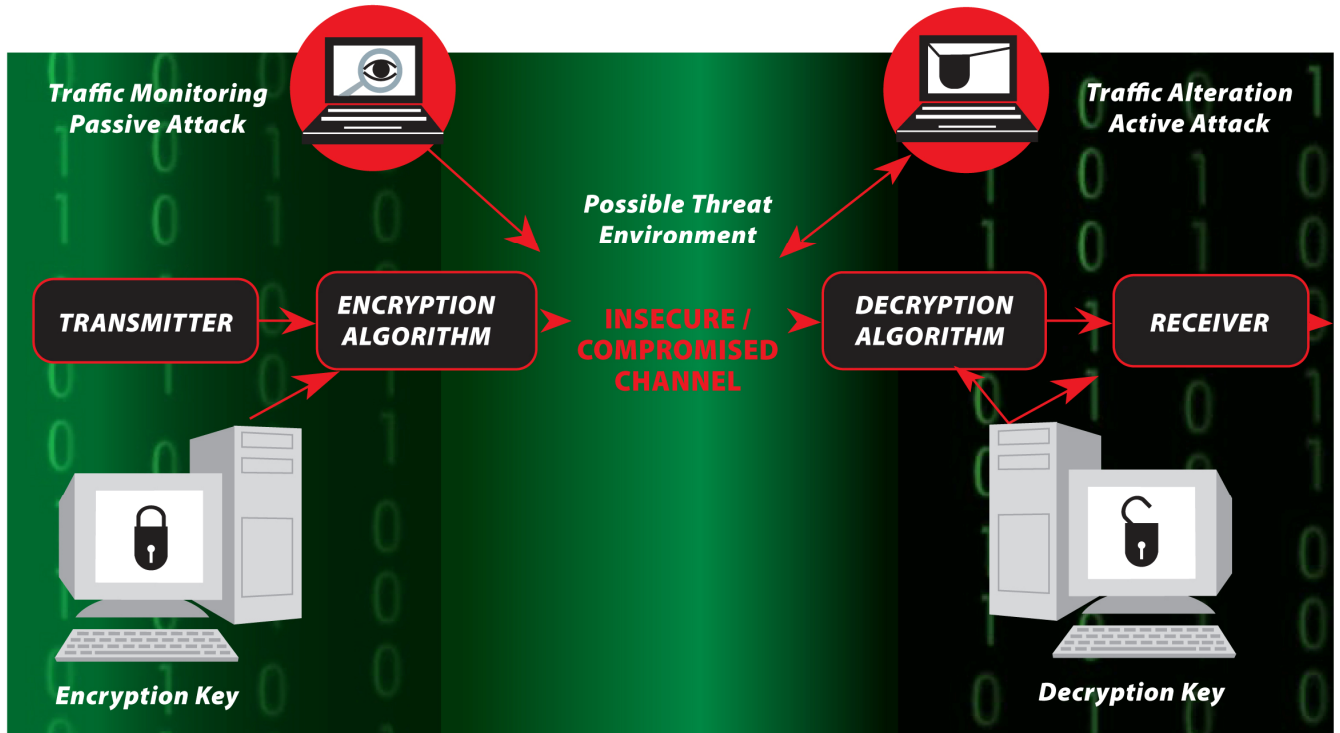 Traffic Monitoring
Passive Attack
Traffic Alteration
Active Attack
Possible Threat
Environment
TRANSMITTER
ENCRYPTION
ALGORITHM
INSECURE /
COMPROMISED
CHANNEL
DECRYPTION
ALGORITHM
RECEIVER
Encryption Key
Decryption Key